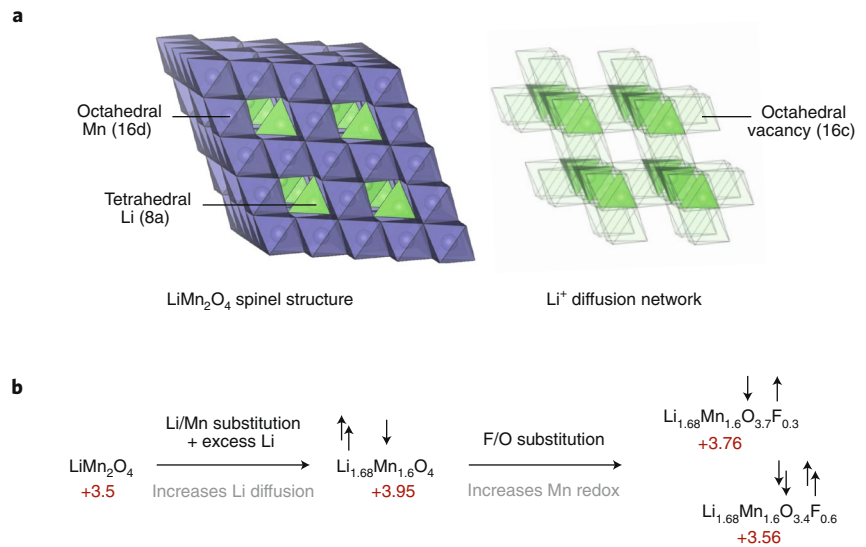 a
Octahedral
Mn (16d)
Tetrahedral
Li (8a)
Octahedral
vacancy (16c)
LiMn₂O₄ spinel structure
Li⁺ diffusion network
b
LiMn₂O₄
+3.5
Li/Mn substitution
+ excess Li
Increases Li diffusion
Li₁.₆₈Mn₁.₆O₄
+3.95
F/O substitution
Increases Mn redox
Li₁.₆₈Mn₁.₆O₃.₇F₀.₃
+3.76
Li₁.₆₈Mn₁.₆O₃.₄F₀.₆
+3.56